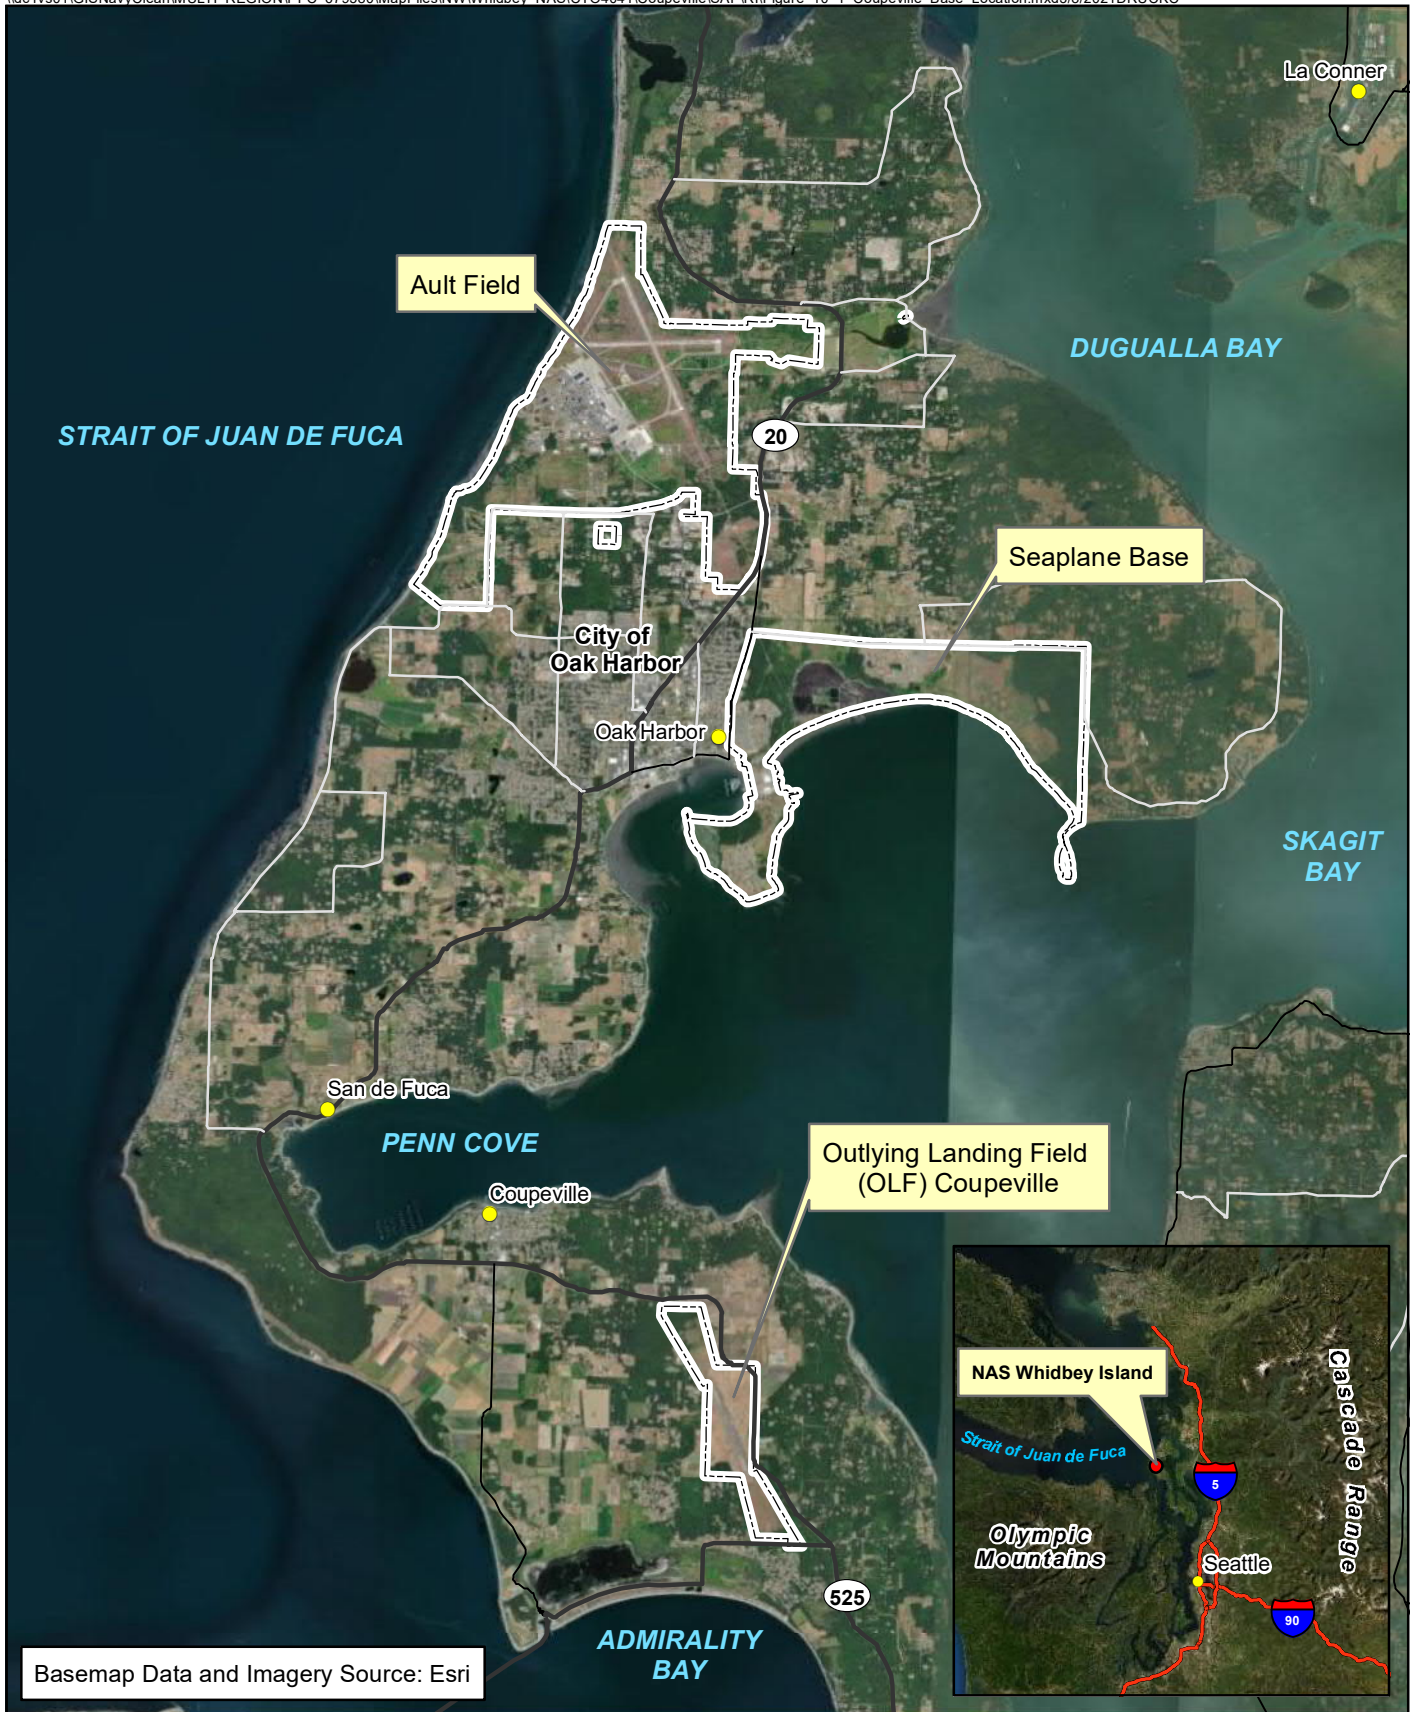 La Conner
Ault Field
DUGUALLA BAY
STRAIT OF JUAN DE FUCA
20
Seaplane Base
City of
Oak Harbor
Oak Harbor
SKAGIT
BAY
San de Fuca
PENN COVE
Outlying Landing Field
(OLF) Coupeville
Coupeville
NAS Whidbey Island
Cascade Range
Strait of Juan de Fuca
5
Olympic
Mountains
Seattle
525
90
ADMIRALITY
BAY
Basemap Data and Imagery Source: Esri